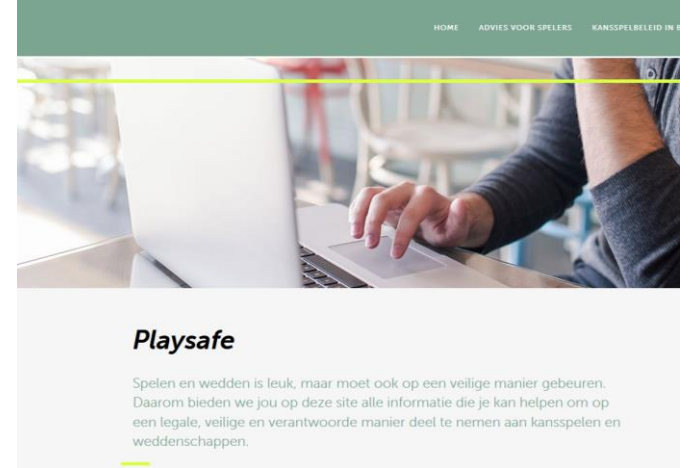 HOME ADVIES VOOR SPELERS KANSSPELBELEID IN
Playsafe
Spelen en wedden is leuk, maar moet ook op een veilige manier gebeuren.
Daarom bieden we jou op deze site alle informatie die je kan helpen om op
een legale, veilige en verantwoorde manier deel te nemen aan kansspelen en
weddenschappen.